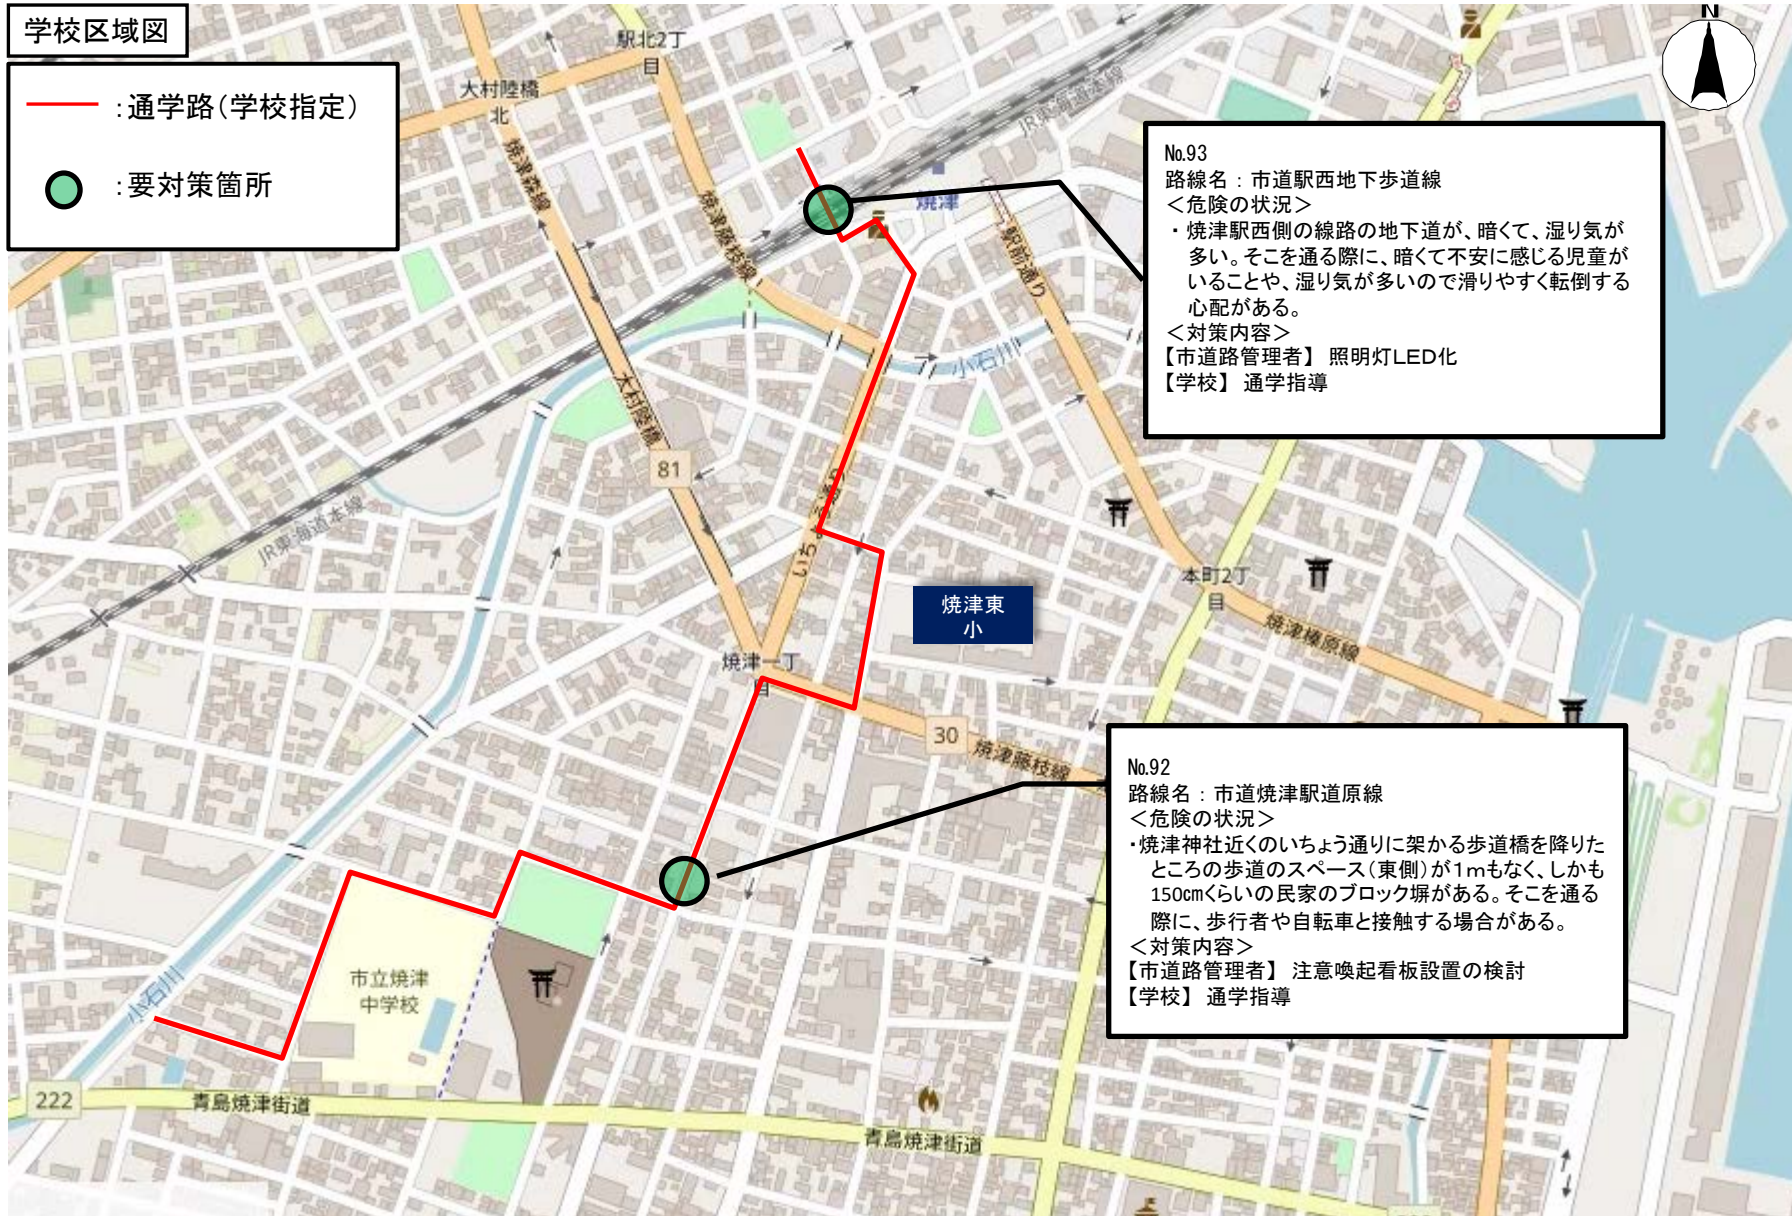 学校区域図
:通学路(学校指定)
:要対策箇所
N
駅北2丁
目
大村陸橋
北
焼津森線
焼津藤枝線
JR東海道本線
焼津
駅前通り
No.93
路線名：市道駅西地下歩道線
＜危険の状況＞
・焼津駅西側の線路の地下道が、暗くて、湿り気が
多い。そこを通る際に、暗くて不安に感じる児童が
いることや、湿り気が多いので滑りやすく転倒する
心配がある。
＜対策内容＞
【市道路管理者】 照明灯LED化
【学校】 通学指導
小石川
大村陸橋
81
いちょう通り
JR東海道本線
焼津東
小
本町2丁
目
焼津榛原線
焼津一丁
目
30
焼津藤枝線
No.92
路線名：市道焼津駅道原線
＜危険の状況＞
・焼津神社近くのいちょう通りに架かる歩道橋を降りた
ところの歩道のスペース(東側)が1mもなく、しかも
150cmくらいの民家のブロック塀がある。そこを通る
際に、歩行者や自転車と接触する場合がある。
＜対策内容＞
【市道路管理者】 注意喚起看板設置の検討
【学校】 通学指導
市立焼津
中学校
小石川
222
青島焼津街道
青島焼津街道